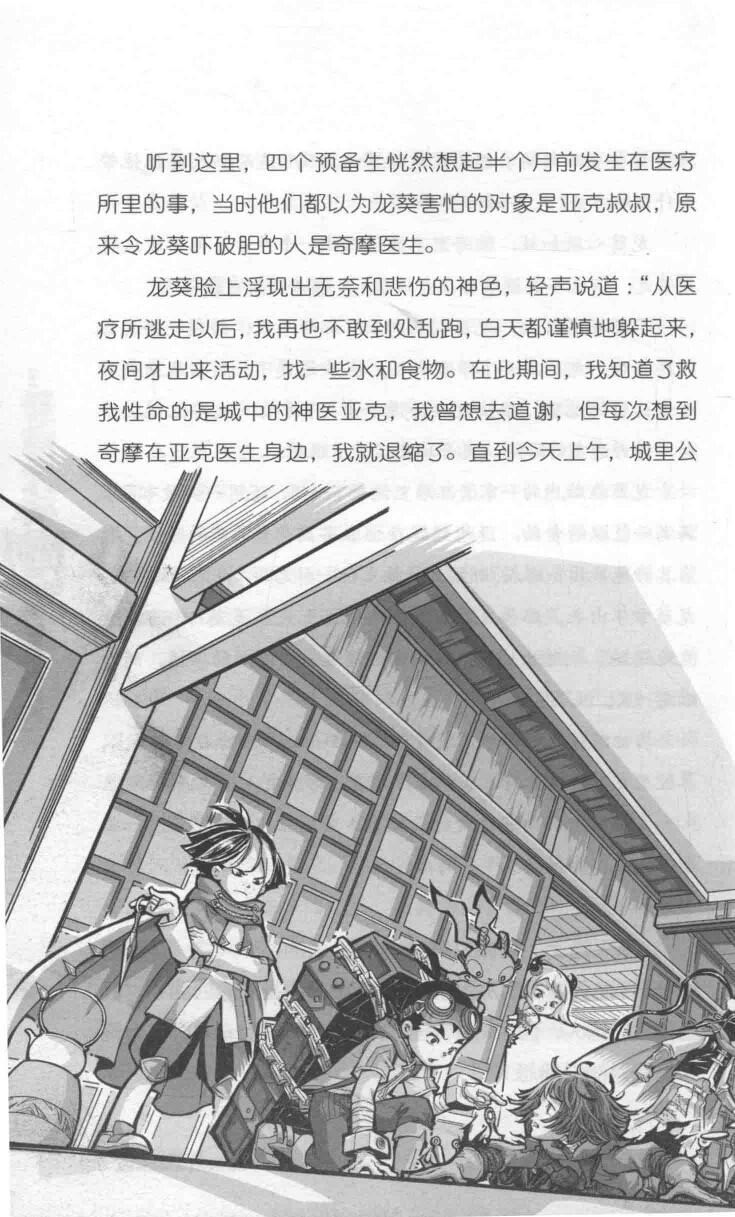 听到这里，四个预备生恍然想起半个月前发生在医疗
所里的事，当时他们都以为龙葵害怕的对象是亚克叔叔，原
来令龙葵吓破胆的人是奇摩医生。
龙葵脸上浮现出无奈和悲伤的神色，轻声说道：“从医
疗所逃走以后，我再也不敢到处乱跑，白天都谨慎地躲起来，
夜间才出来活动，找一些水和食物。在此期间，我知道了救
我性命的是城中的神医亚克，我曾想去道谢，但每次想到
奇摩在亚克医生身边，我就退缩了。直到今天上午，城里公